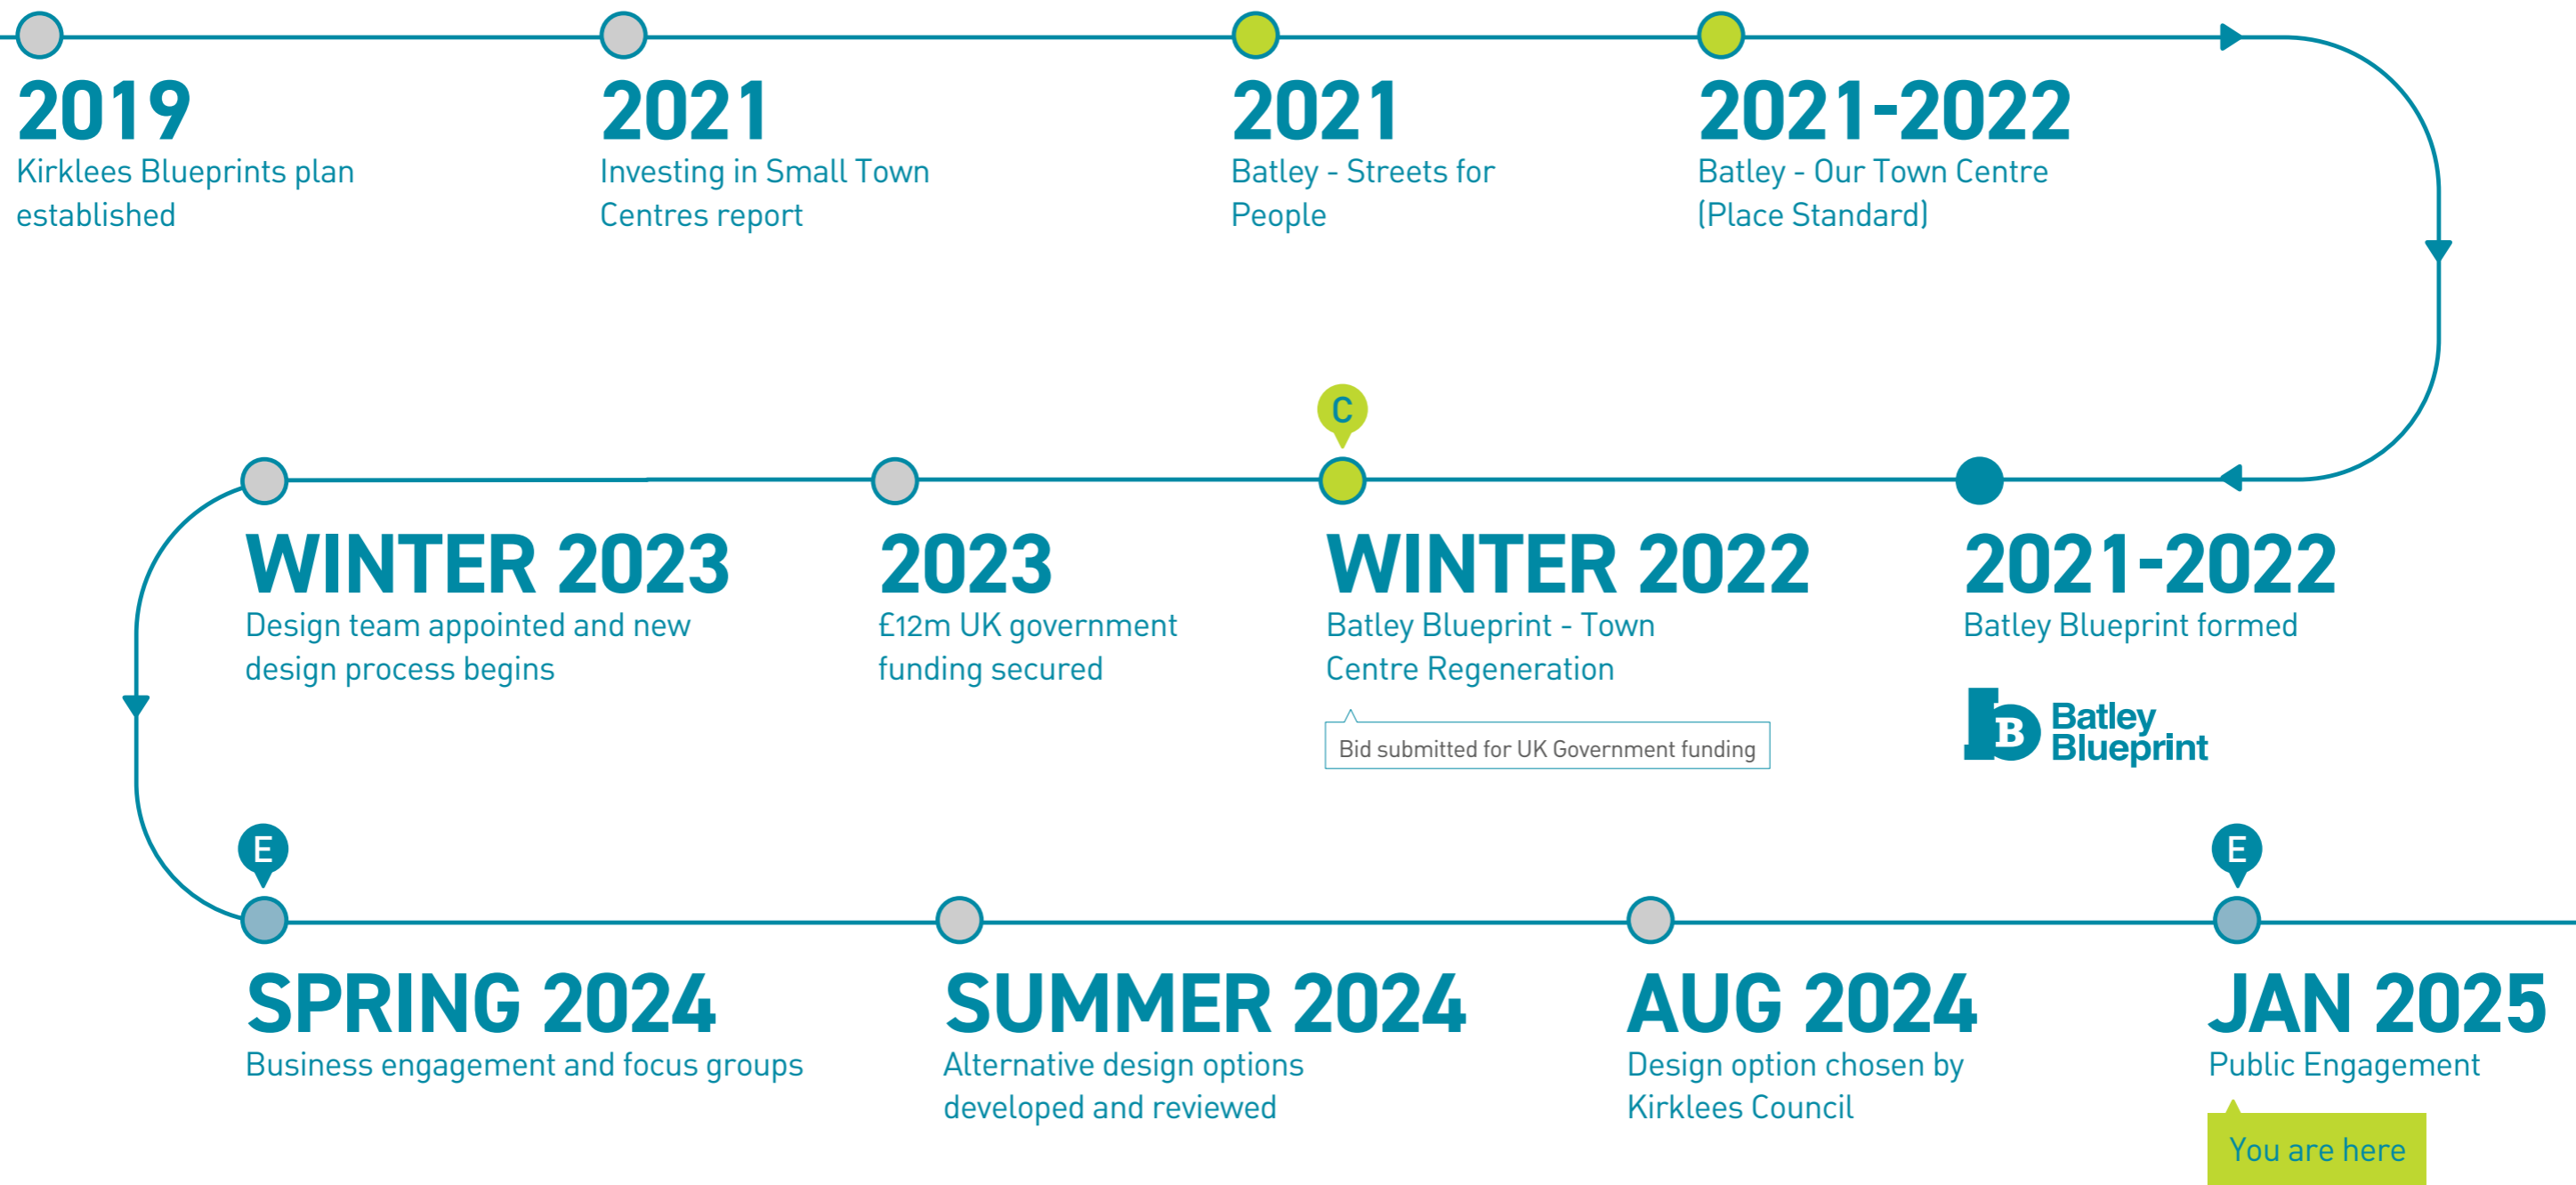 2019
Kirklees Blueprints plan
established
2021
Investing in Small Town
Centres report
2021
Batley - Streets for
People
2021-2022
Batley - Our Town Centre
(Place Standard)
2021-2022
Batley Blueprint formed
B
Batley
Blueprint
C
WINTER 2022
Batley Blueprint - Town
Centre Regeneration
Bid submitted for UK Government funding
2023
£12m UK government
funding secured
WINTER 2023
Design team appointed and new
design process begins
E
SPRING 2024
Business engagement and focus groups
SUMMER 2024
Alternative design options
developed and reviewed
AUG 2024
Design option chosen by
Kirklees Council
E
JAN 2025
Public Engagement
You are here